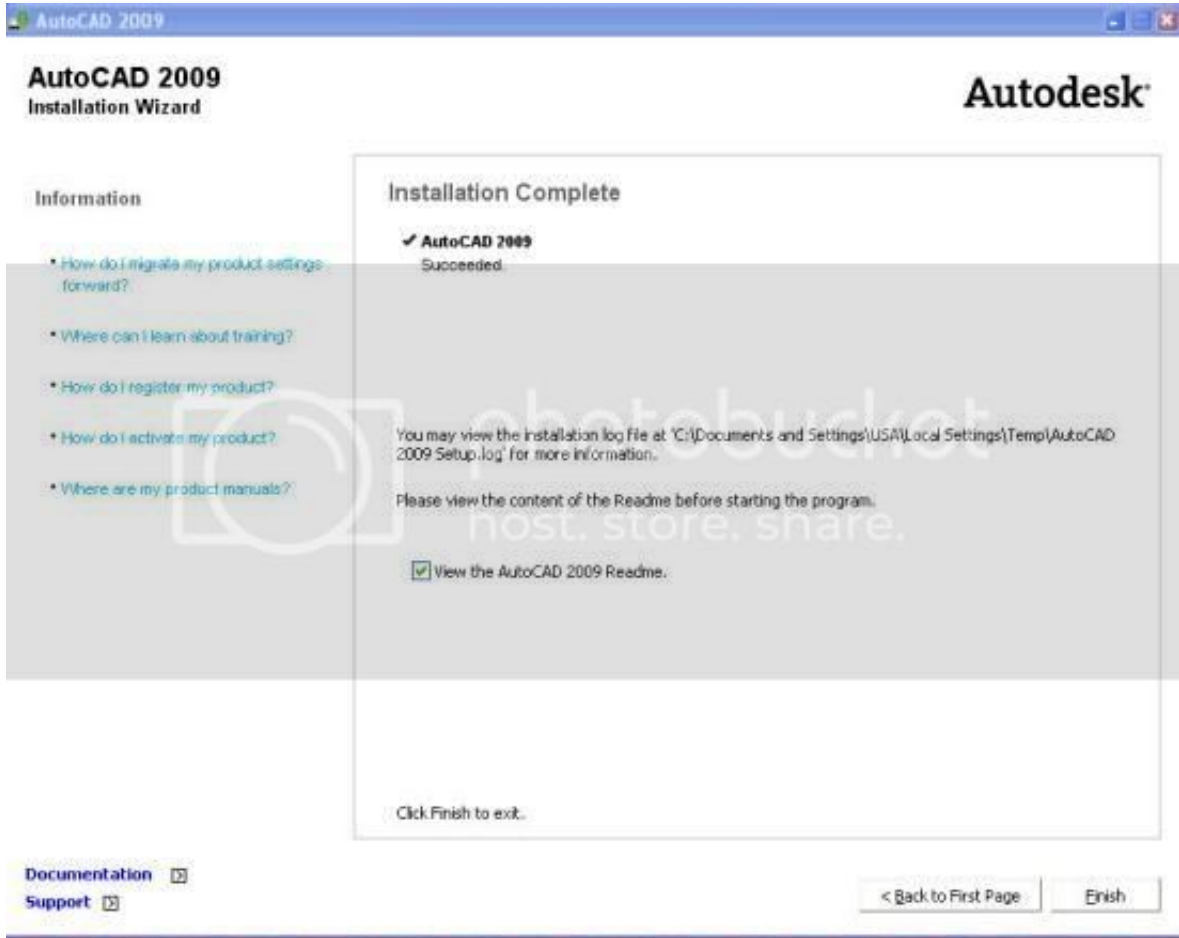 AutoCAD 2009
AutoCAD 2009
Installation Wizard
Autodesk
Information
• How do I migrate my product settings
forward?
• Where can I learn about training?
• How do I register my product?
• How do I activate my product?
• Where are my product manuals?
Installation Complete
✓ AutoCAD 2009
Succeeded.
You may view the installation log file at 'C:\Documents and Settings\USA\Local Settings\Temp\AutoCAD
2009 Setup.log' for more information.
Please view the content of the Readme before starting the program.
View the AutoCAD 2009 Readme.
Click Finish to exit.
photobucket
host. store. share.
Documentation
Support
< Back to First Page
Finish